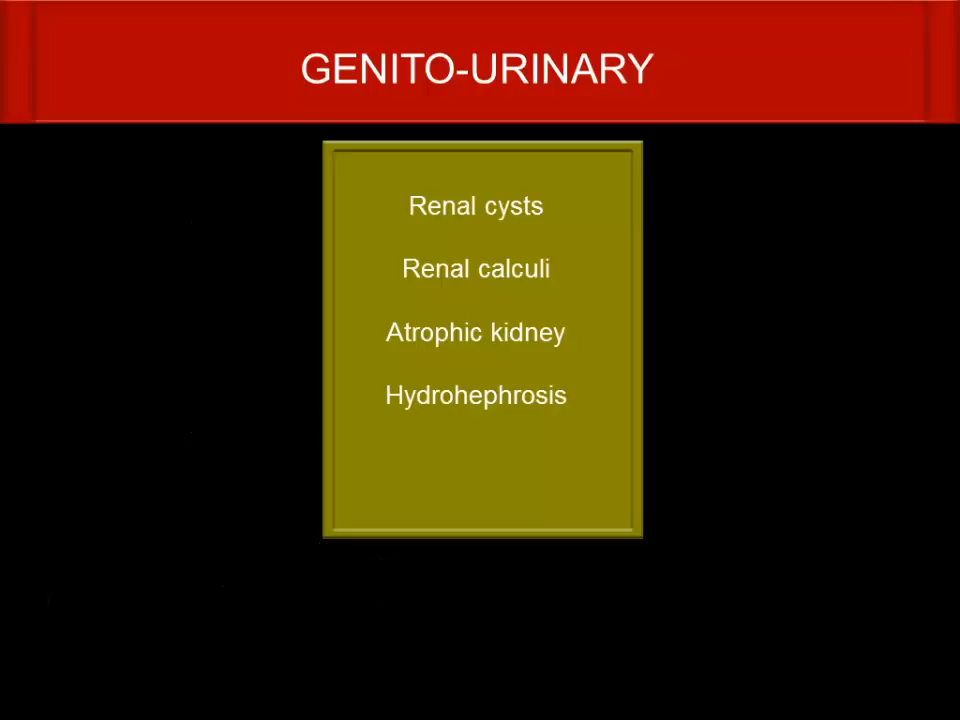 GENITO-URINARY
Renal cysts
Renal calculi
Atrophic kidney
Hydrohephrosis